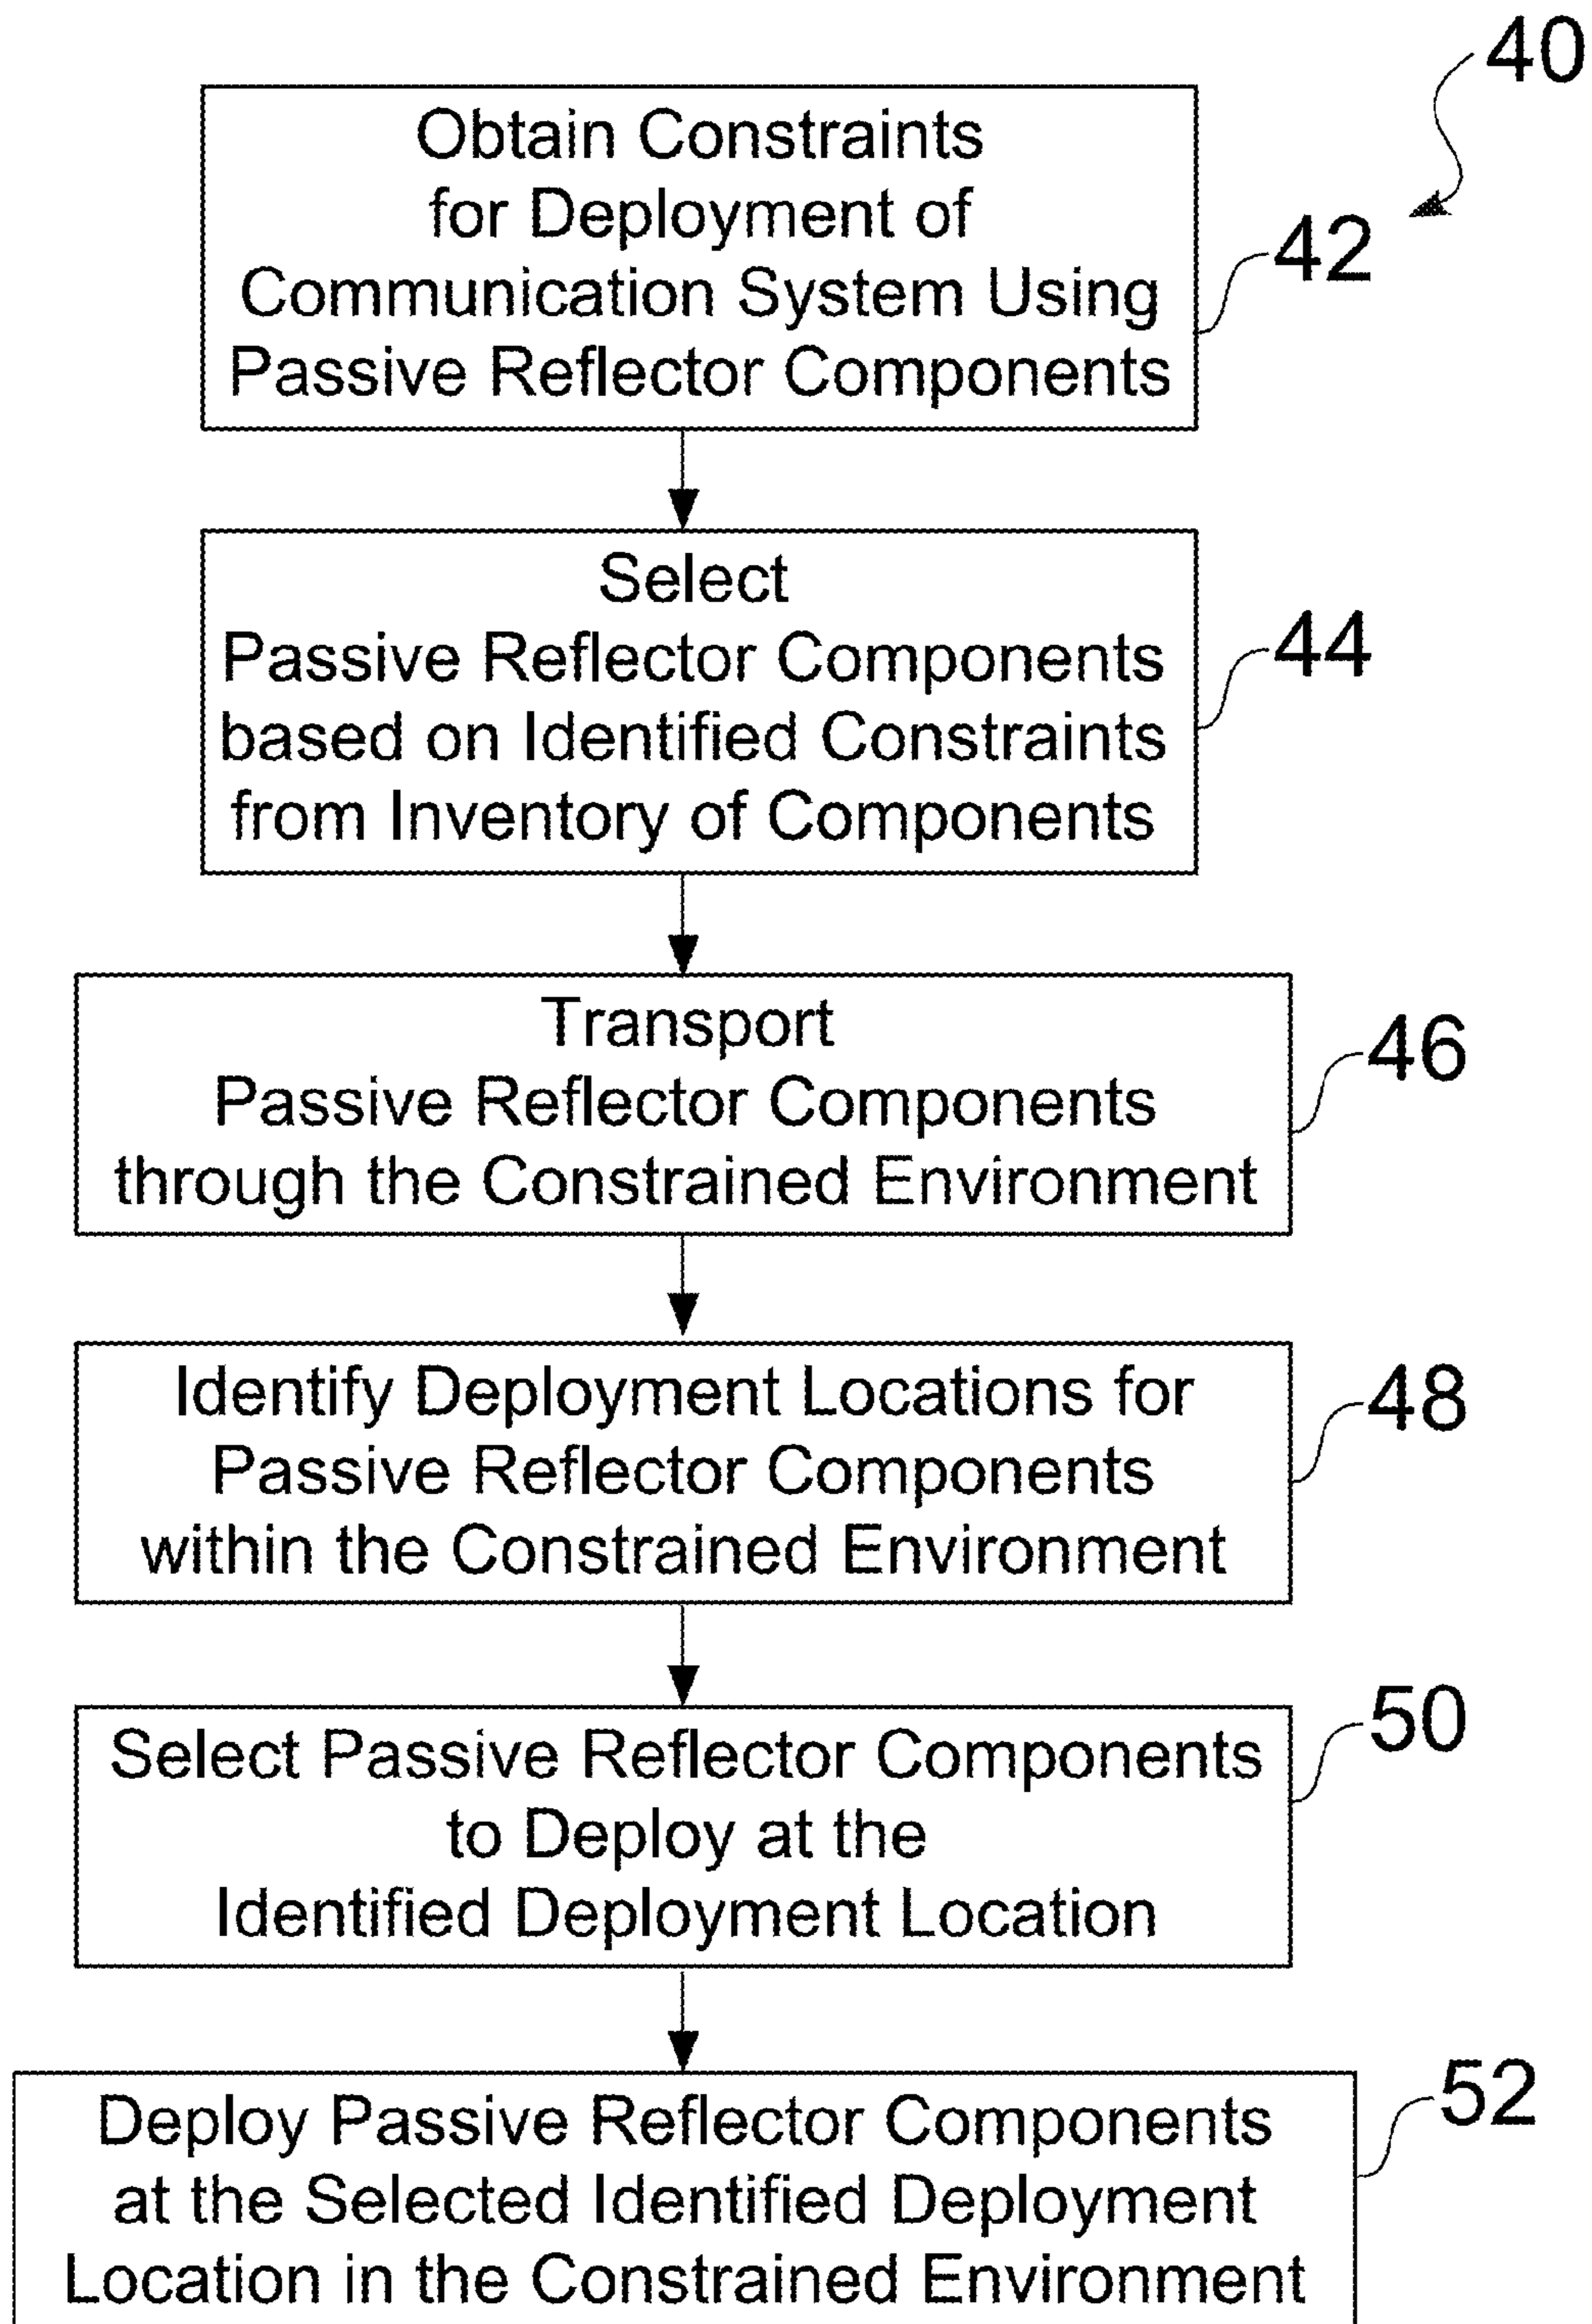 40
Obtain Constraints
for Deployment of
Communication System Using
Passive Reflector Components
42
Select
Passive Reflector Components
based on Identified Constraints
from Inventory of Components
44
Transport
Passive Reflector Components
through the Constrained Environment
46
Identify Deployment Locations for
Passive Reflector Components
within the Constrained Environment
48
Select Passive Reflector Components
to Deploy at the
Identified Deployment Location
50
Deploy Passive Reflector Components
at the Selected Identified Deployment
Location in the Constrained Environment
52